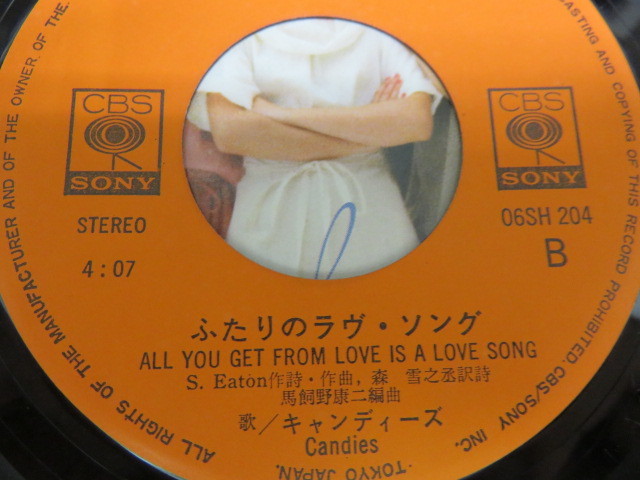 CBS
SONY
CBS
SONY
STEREO
4:07
06SH 204
B
ふたりのラヴ・ソング
ALL YOU GET FROM LOVE IS A LOVE SONG
S. Eaton作詩・作曲, 森 雪之丞訳詩
馬飼野康二編曲
歌/キャンディーズ
Candies
ALL RIGHTS OF THE MANUFACTURER AND OF THE OWNER OF THE
CASTING AND COPYING OF THIS RECORD PROHIBITED. CBS/SONY INC.
·TOKYO JAPAN·